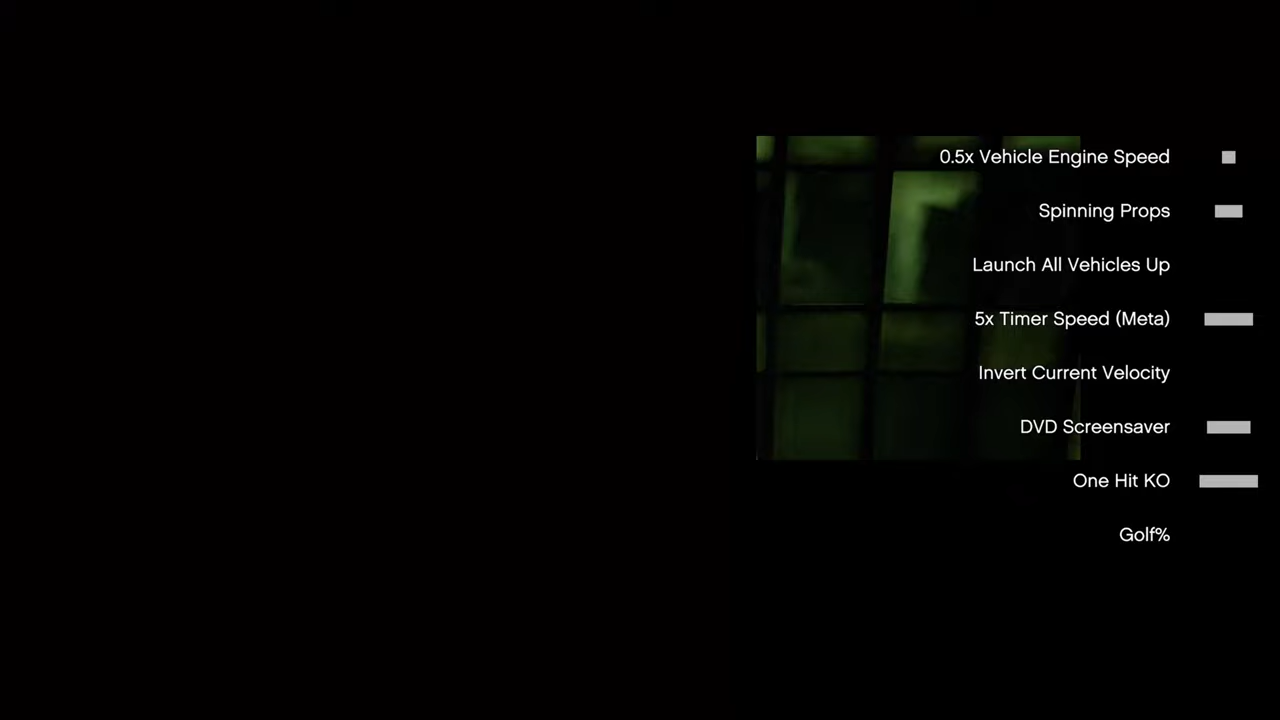 0.5x Vehicle Engine Speed
Spinning Props
Launch All Vehicles Up
5x Timer Speed (Meta)
Invert Current Velocity
DVD Screensaver
One Hit KO
Golf%